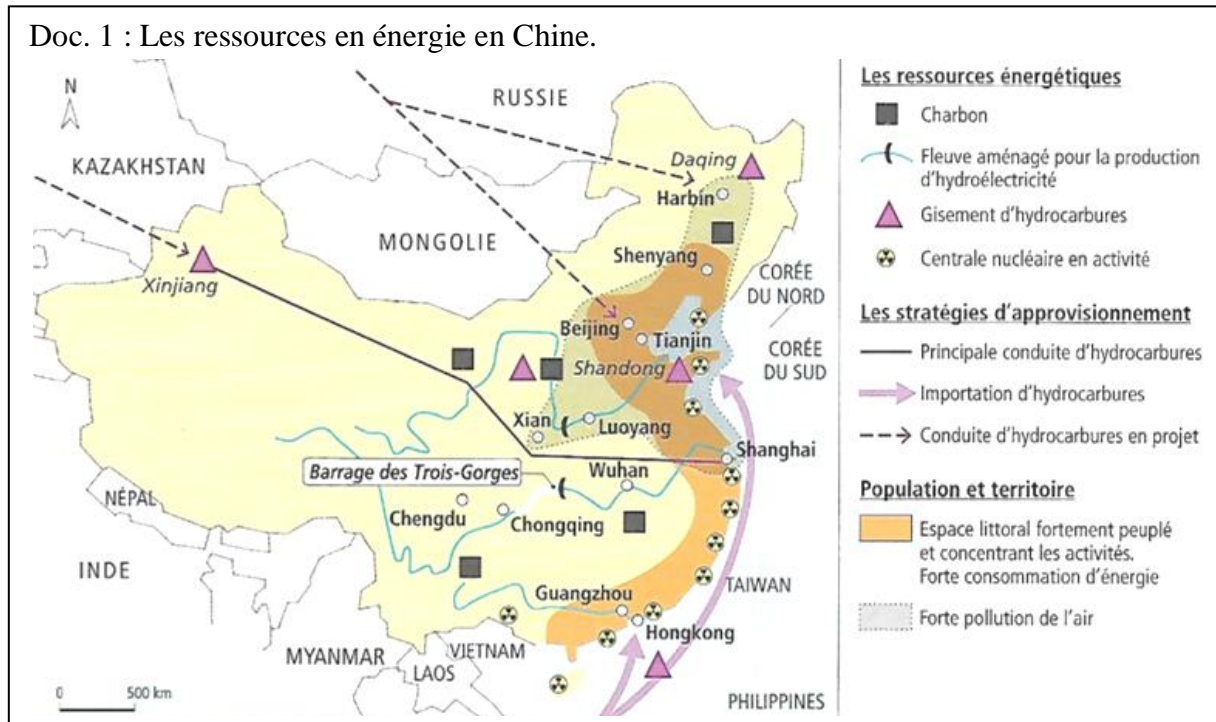 Doc. 1 : Les ressources en énergie en Chine.
N
RUSSIE
KAZAKHSTAN
Daqing
Harbin
MONGOLIE
Xinjiang
Shenyang
CORÉE
DU NORD
Beijing
Tianjin
CORÉE
DU SUD
Shandong
Xian
Luoyang
Shanghai
Barrage des Trois-Gorges
Wuhan
NÉPAL
Chengdu
Chongqing
INDE
TAIWAN
Guangzhou
Hongkong
MYANMAR
VIETNAM
LAOS
0 500 km
PHILIPPINES
Les ressources énergétiques
Charbon
Fleuve aménagé pour la production
d'hydroélectricité
Gisement d'hydrocarbures
Centrale nucléaire en activité
Les stratégies d'approvisionnement
Principale conduite d'hydrocarbures
Importation d'hydrocarbures
Conduite d'hydrocarbures en projet
Population et territoire
Espace littoral fortement peuplé
et concentrant les activités.
Forte consommation d'énergie
Forte pollution de l'air